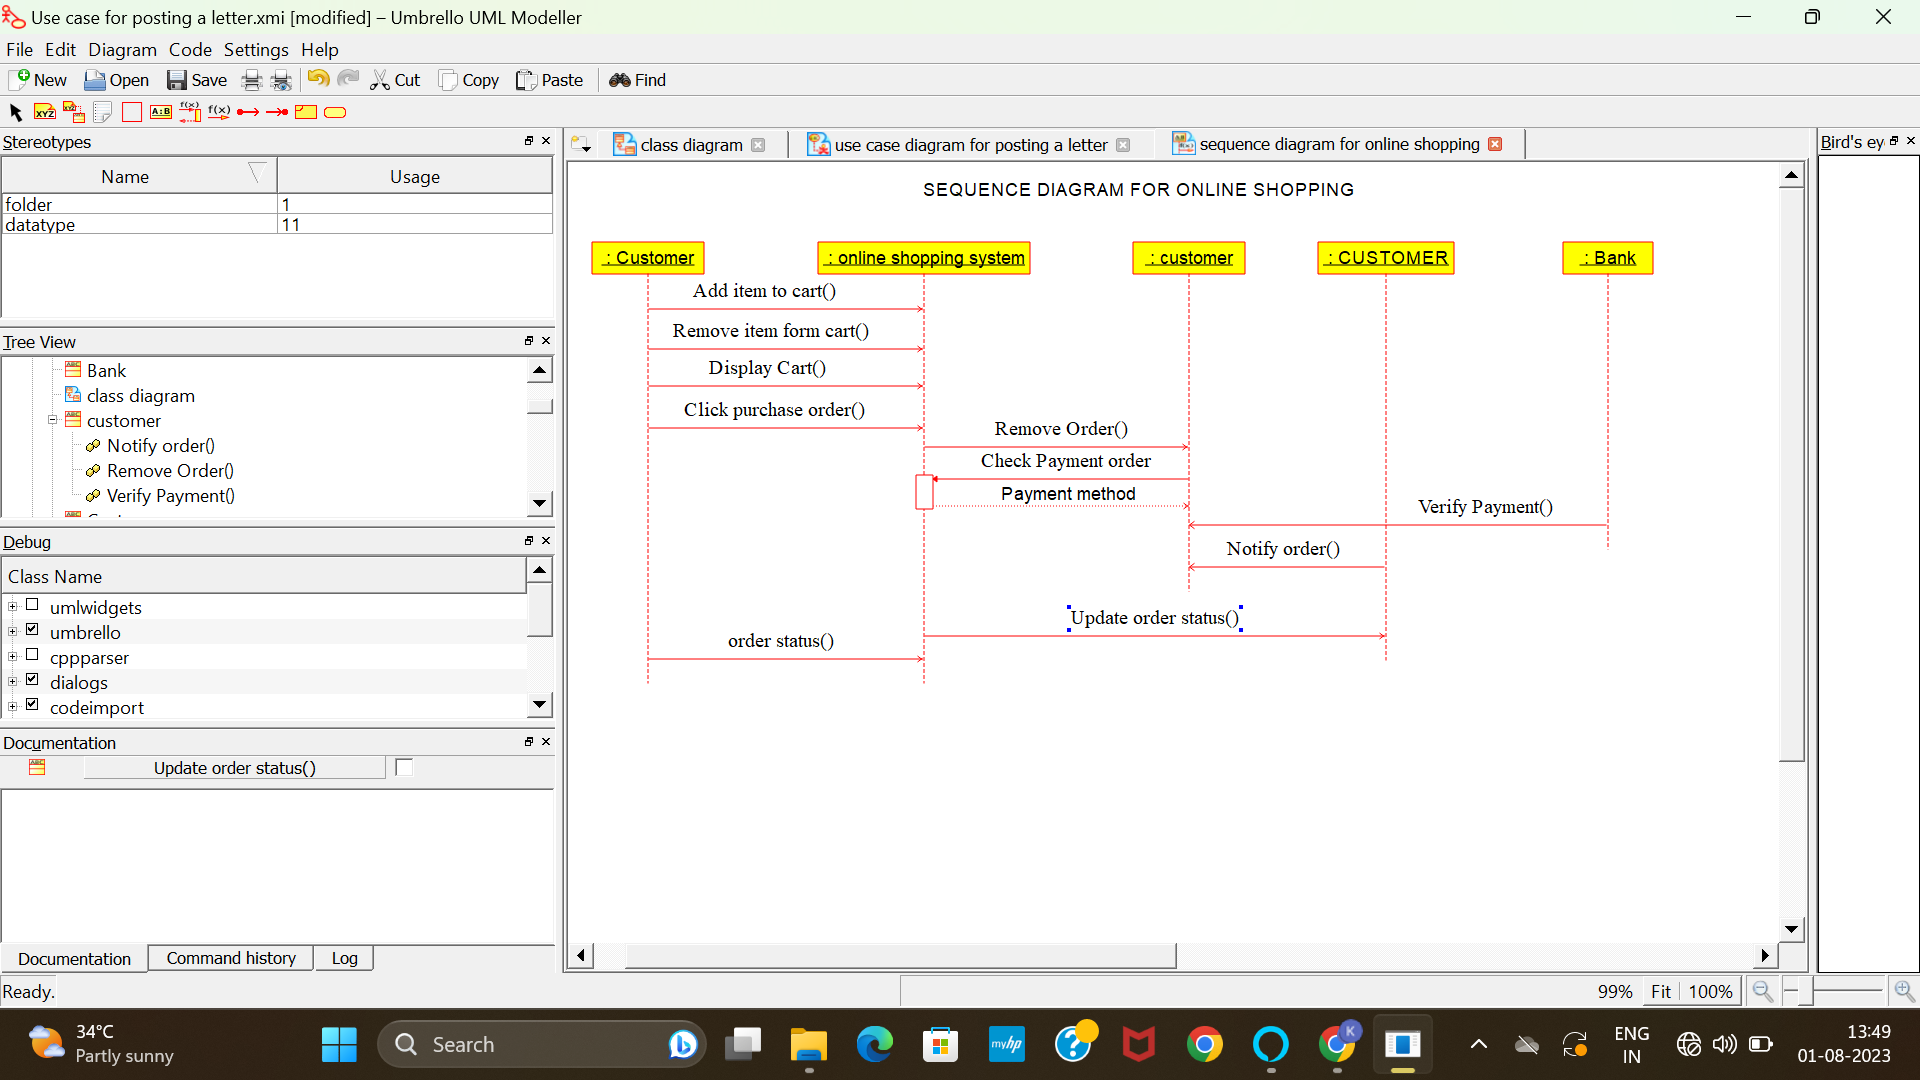 Use case for posting a letter.xmi [modified] – Umbrello UML Modeller
File Edit Diagram Code Settings Help
New Open Save Cut Copy Paste Find
XYZ A:B f(x) f(x)
Stereotypes
Name Usage
folder 1
datatype 11
Tree View
Bank
class diagram
customer
Notify order()
Remove Order()
Verify Payment()
Debug
Class Name
umlwidgets
umbrello
cppparser
dialogs
codeimport
Documentation
Update order status()
Documentation Command history Log
Ready.
class diagram use case diagram for posting a letter sequence diagram for online shopping
Bird's ey
SEQUENCE DIAGRAM FOR ONLINE SHOPPING
: Customer : online shopping system : customer : CUSTOMER : Bank
Add item to cart()
Remove item form cart()
Display Cart()
Click purchase order()
Remove Order()
Check Payment order
Payment method
Verify Payment()
Notify order()
Update order status()
order status()
99% Fit 100%
34°C
Partly sunny
Search
myhp
K
ENG
IN
13:49
01-08-2023